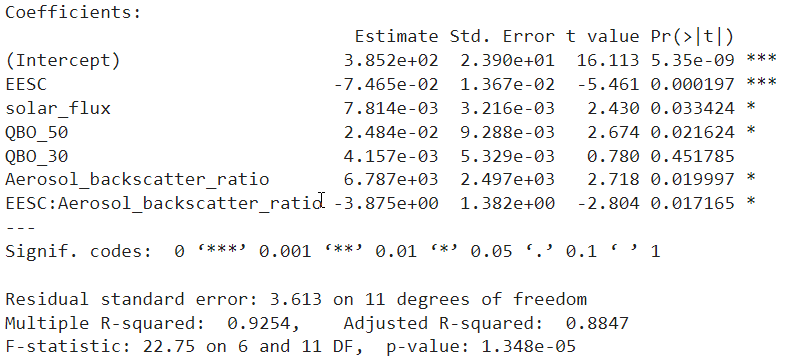 Coefficients:
Estimate Std. Error t value Pr(>|t|)
(Intercept) 3.852e+02 2.390e+01 16.113 5.35e-09 ***
EESC -7.465e-02 1.367e-02 -5.461 0.000197 ***
solar_flux 7.814e-03 3.216e-03 2.430 0.033424 *
QBO_50 2.484e-02 9.288e-03 2.674 0.021624 *
QBO_30 4.157e-03 5.329e-03 0.780 0.451785
Aerosol_backscatter_ratio 6.787e+03 2.497e+03 2.718 0.019997 *
EESC:Aerosol_backscatter_ratio -3.875e+00 1.382e+00 -2.804 0.017165 *
---
Signif. codes: 0 ‘***’ 0.001 ‘**’ 0.01 ‘*’ 0.05 ‘.’ 0.1 ‘ ’ 1
Residual standard error: 3.613 on 11 degrees of freedom
Multiple R-squared: 0.9254, Adjusted R-squared: 0.8847
F-statistic: 22.75 on 6 and 11 DF, p-value: 1.348e-05